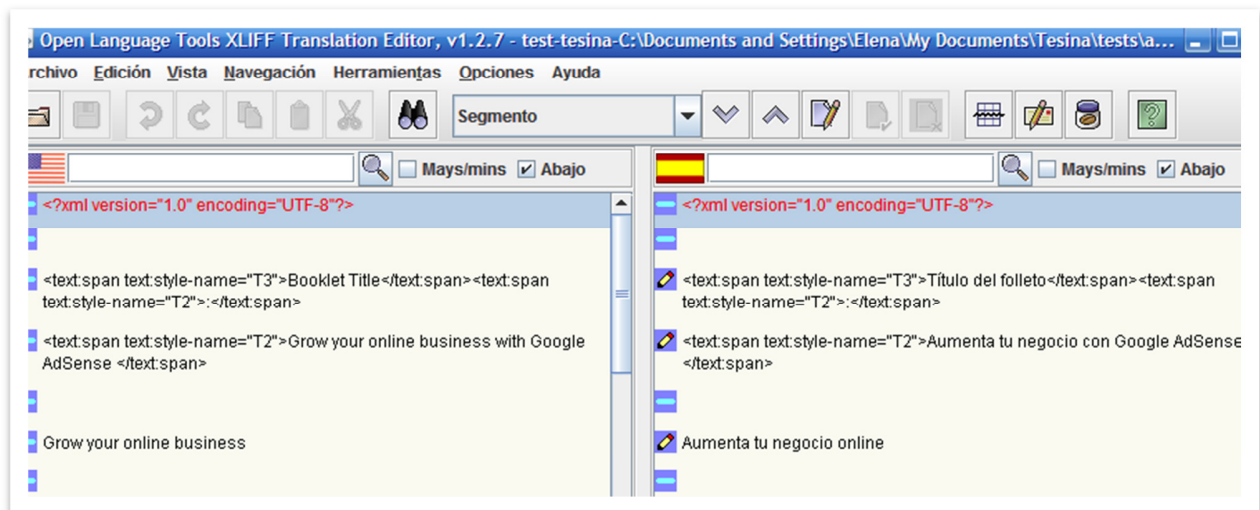 Open Language Tools XLIFF Translation Editor, v1.2.7 - test-tesina-C:\Documents and Settings\Elena\My Documents\Tesina\tests\a...
rchivo Edición Vista Navegación Herramientas Opciones Ayuda
Segmento
Mays/mins Abajo
Mays/mins Abajo
<?xml version="1.0" encoding="UTF-8"?>
<text:span text:style-name="T3">Booklet Title</text:span><text:span
text:style-name="T2">:</text:span>
<text:span text:style-name="T2">Grow your online business with Google
AdSense </text:span>
Grow your online business
<?xml version="1.0" encoding="UTF-8"?>
<text:span text:style-name="T3">Título del folleto</text:span><text:span
text:style-name="T2">:</text:span>
<text:span text:style-name="T2">Aumenta tu negocio con Google AdSense
</text:span>
Aumenta tu negocio online